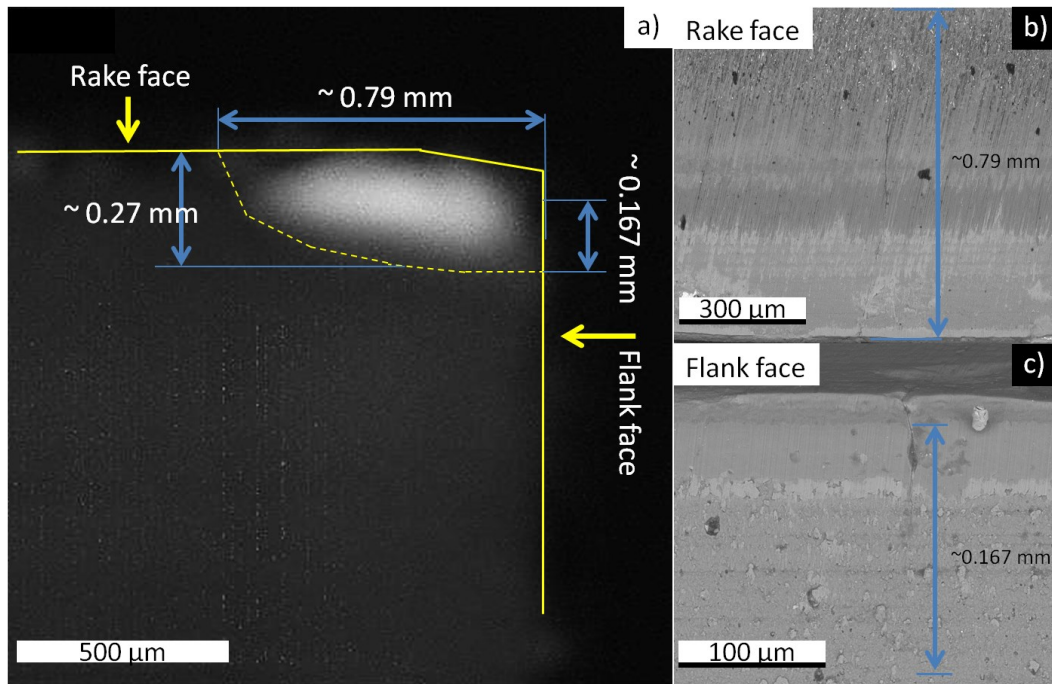 a)
Rake face
~ 0.79 mm
~ 0.27 mm
~ 0.167 mm
Flank face
500 µm
Rake face
b)
~0.79 mm
300 µm
Flank face
c)
~0.167 mm
100 µm